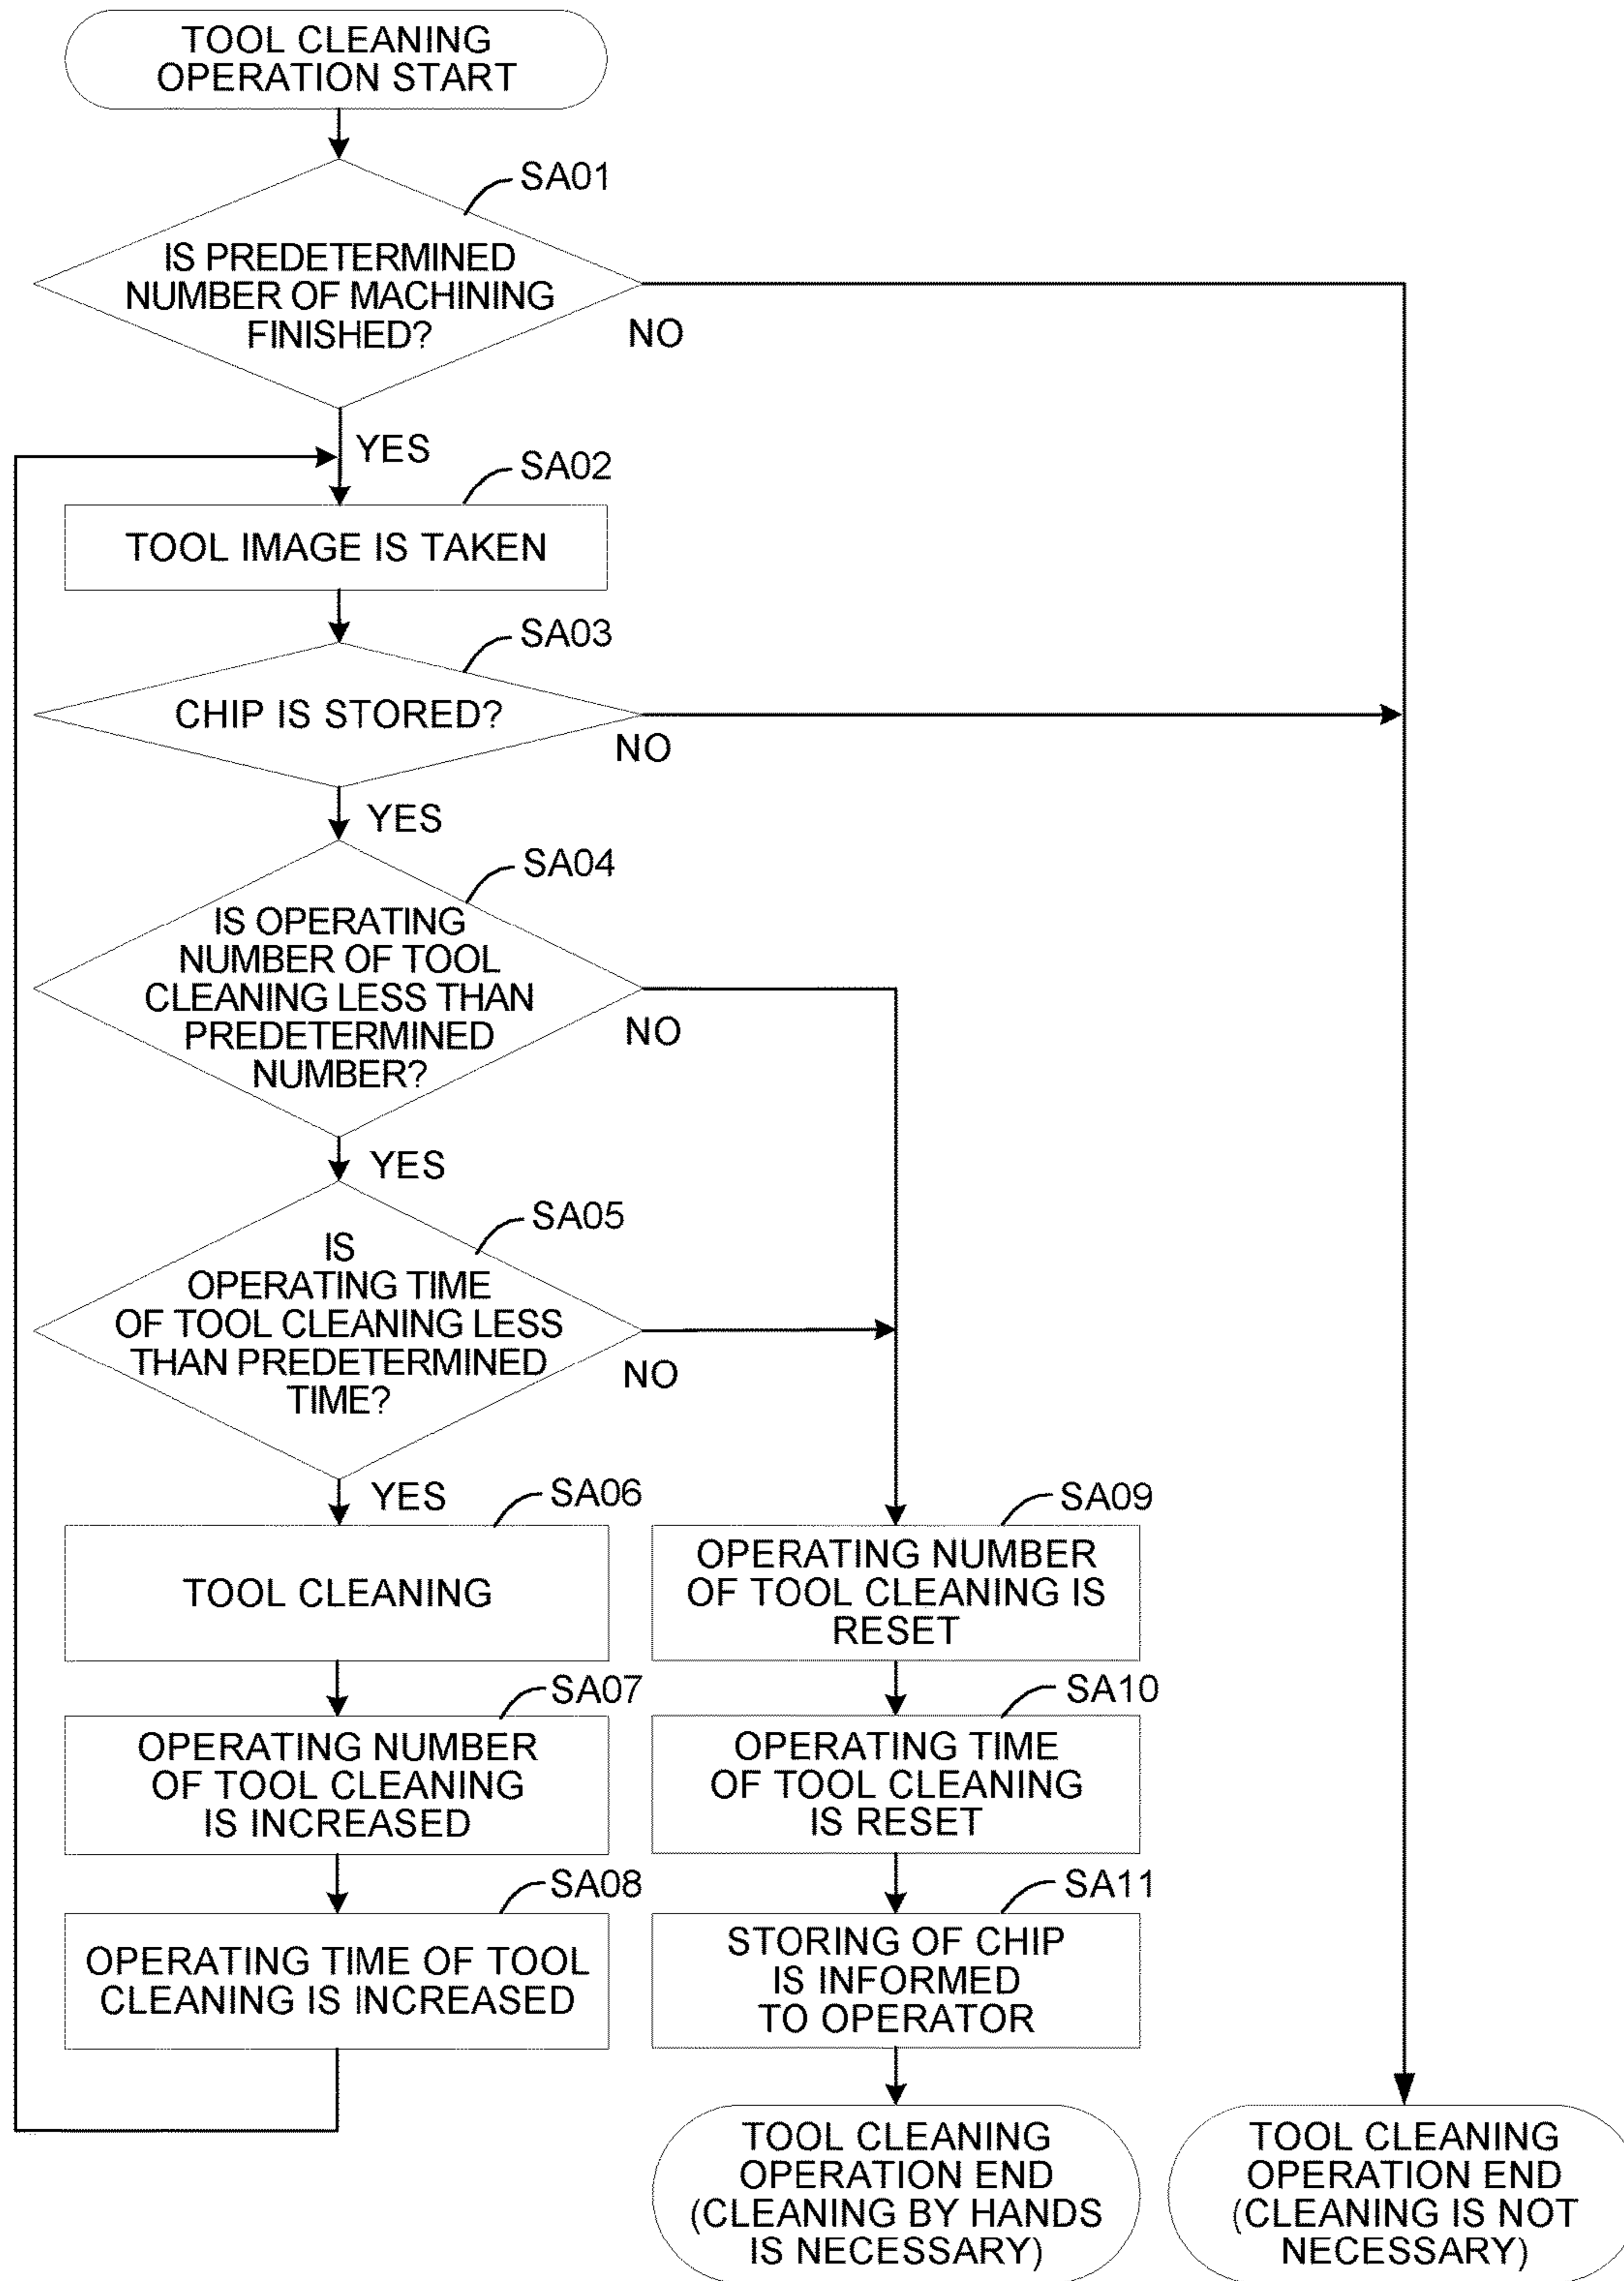 TOOL CLEANING
OPERATION START
SA01
IS PREDETERMINED
NUMBER OF MACHINING
FINISHED?
NO
YES
SA02
TOOL IMAGE IS TAKEN
SA03
CHIP IS STORED?
NO
YES
SA04
IS OPERATING
NUMBER OF TOOL
CLEANING LESS THAN
PREDETERMINED
NUMBER?
NO
YES
SA05
IS
OPERATING TIME
OF TOOL CLEANING LESS
THAN PREDETERMINED
TIME?
NO
YES
SA06
TOOL CLEANING
SA07
OPERATING NUMBER
OF TOOL CLEANING
IS INCREASED
SA08
OPERATING TIME OF TOOL
CLEANING IS INCREASED
SA09
OPERATING NUMBER
OF TOOL CLEANING IS
RESET
SA10
OPERATING TIME
OF TOOL CLEANING
IS RESET
SA11
STORING OF CHIP
IS INFORMED
TO OPERATOR
TOOL CLEANING
OPERATION END
(CLEANING BY HANDS
IS NECESSARY)
TOOL CLEANING
OPERATION END
(CLEANING IS NOT
NECESSARY)